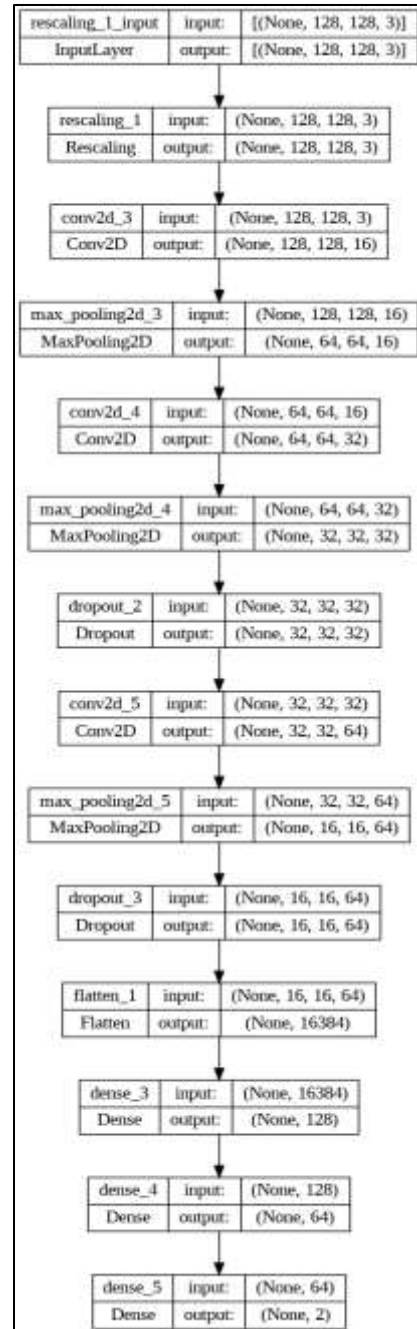 rescaling_1_input input: [(None, 128, 128, 3)]
InputLayer output: [(None, 128, 128, 3)]
rescaling_1 input: (None, 128, 128, 3)
Rescaling output: (None, 128, 128, 3)
conv2d_3 input: (None, 128, 128, 3)
Conv2D output: (None, 128, 128, 16)
max_pooling2d_3 input: (None, 128, 128, 16)
MaxPooling2D output: (None, 64, 64, 16)
conv2d_4 input: (None, 64, 64, 16)
Conv2D output: (None, 64, 64, 32)
max_pooling2d_4 input: (None, 64, 64, 32)
MaxPooling2D output: (None, 32, 32, 32)
dropout_2 input: (None, 32, 32, 32)
Dropout output: (None, 32, 32, 32)
conv2d_5 input: (None, 32, 32, 32)
Conv2D output: (None, 32, 32, 64)
max_pooling2d_5 input: (None, 32, 32, 64)
MaxPooling2D output: (None, 16, 16, 64)
dropout_3 input: (None, 16, 16, 64)
Dropout output: (None, 16, 16, 64)
flatten_1 input: (None, 16, 16, 64)
Flatten output: (None, 16384)
dense_3 input: (None, 16384)
Dense output: (None, 128)
dense_4 input: (None, 128)
Dense output: (None, 64)
dense_5 input: (None, 64)
Dense output: (None, 2)